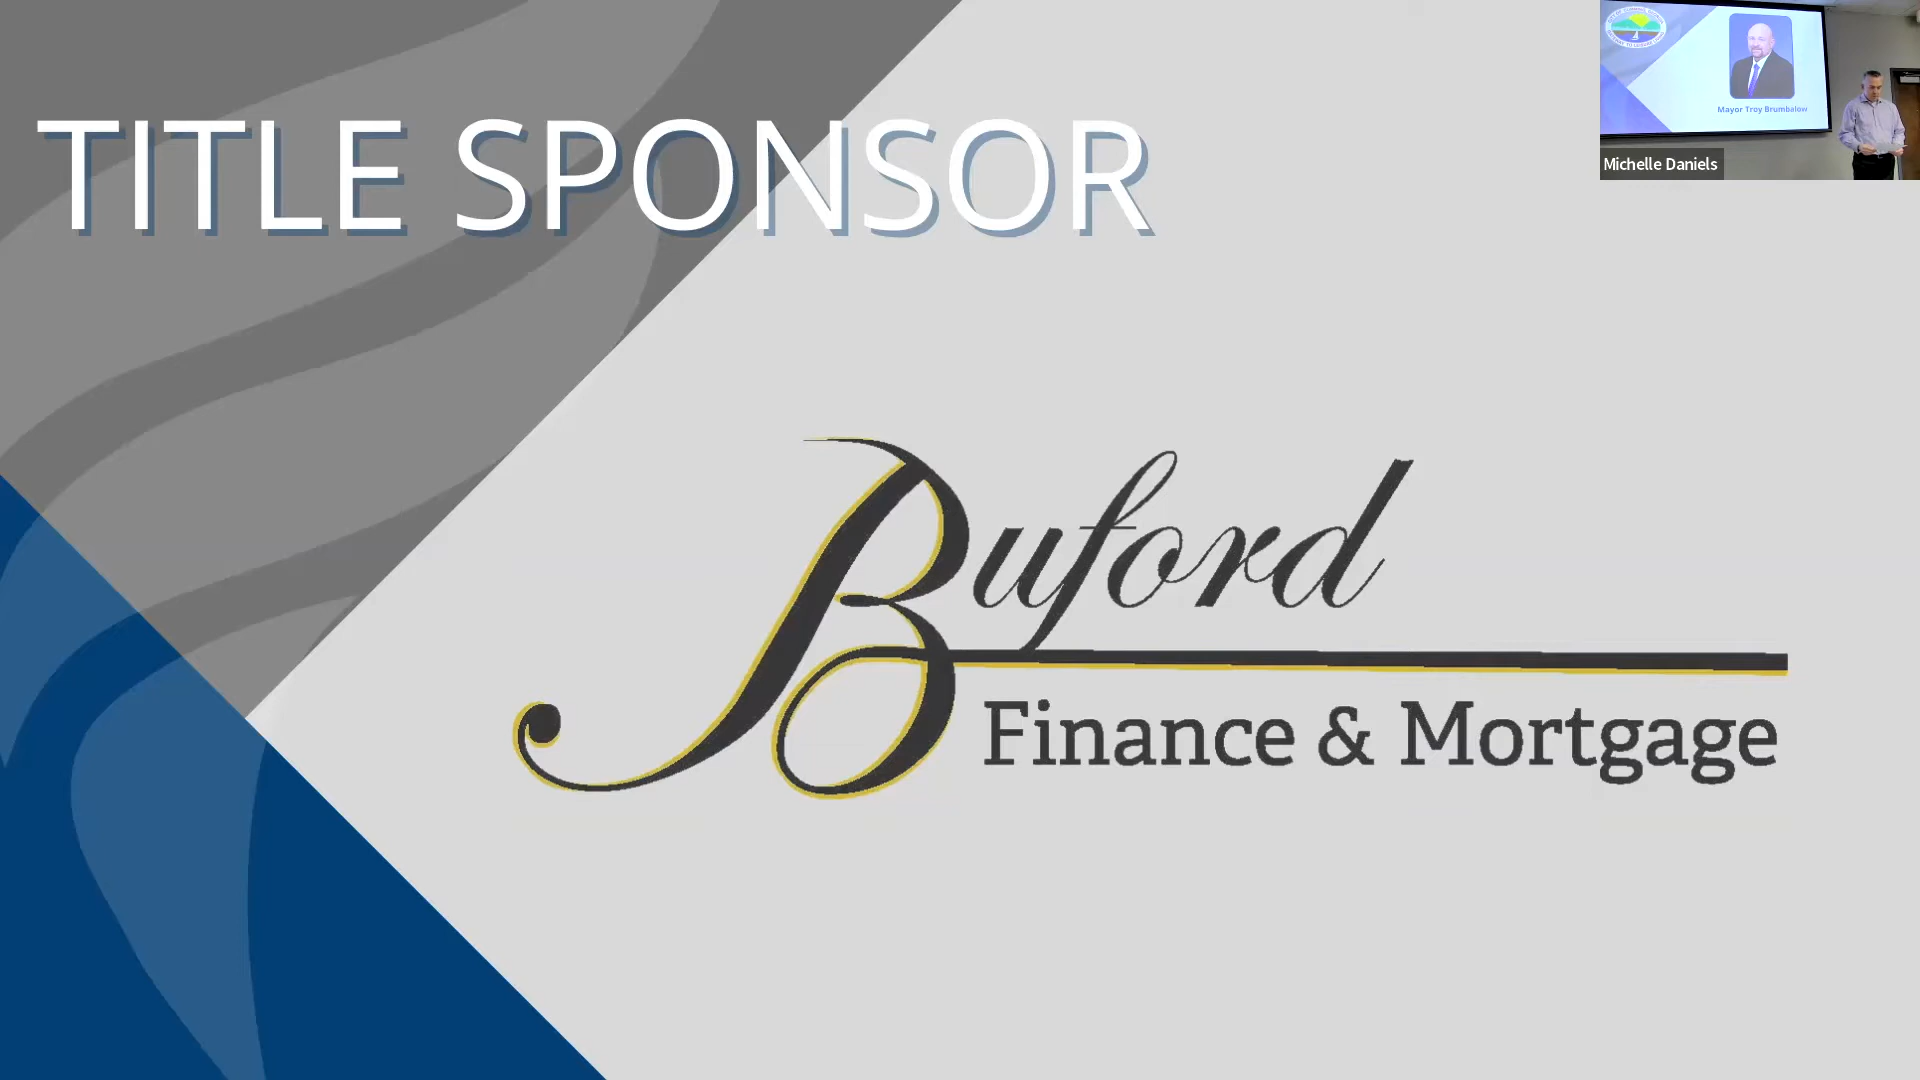 TITLE SPONSOR
Mayor Troy Brumbalow
Michelle Daniels
Buford
Finance & Mortgage